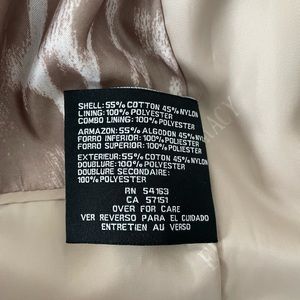 SHELL: 55% COTTON 45% NYLON
LINING: 100% POLYESTER
COMBO LINING: 100%
POLYESTER
ARMAZON: 55% ALGODON 45% NYLON
FORRO INFERIOR: 100% POLYESTER
FORRO SUPERIOR: 100% POLYESTER
EXTERIEUR: 55% COTON 45% NYLON
DOUBLURE: 100% POLYESTER
DOUBLURE SECONDAIRE:
100% POLYESTER
RN 54163
CA 57151
OVER FOR CARE
VER REVERSO PARA EL CUIDADO
ENTRETIEN AU VERSO